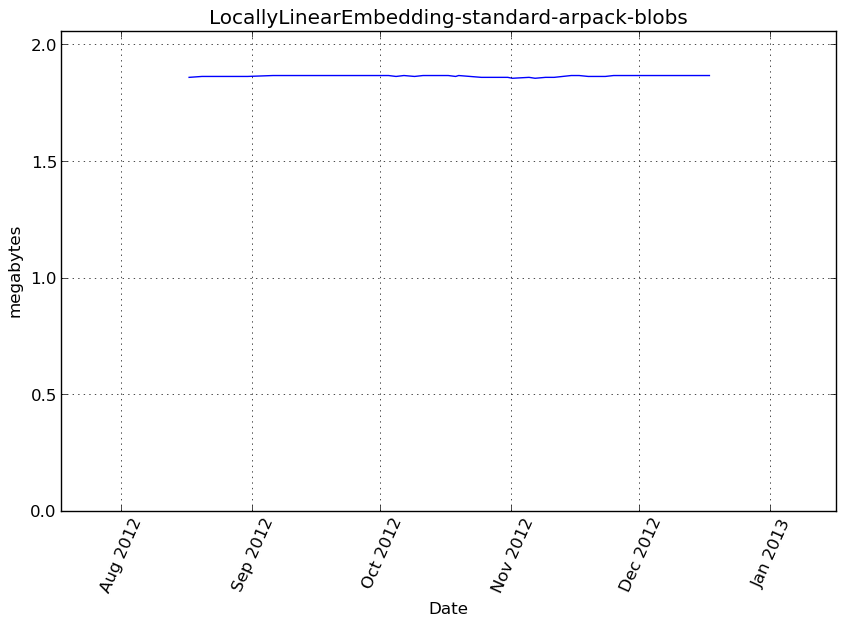 LocallyLinearEmbedding-standard-arpack-blobs
2.0
1.5
1.0
0.5
0.0
megabytes
Aug 2012
Sep 2012
Oct 2012
Nov 2012
Dec 2012
Jan 2013
Date